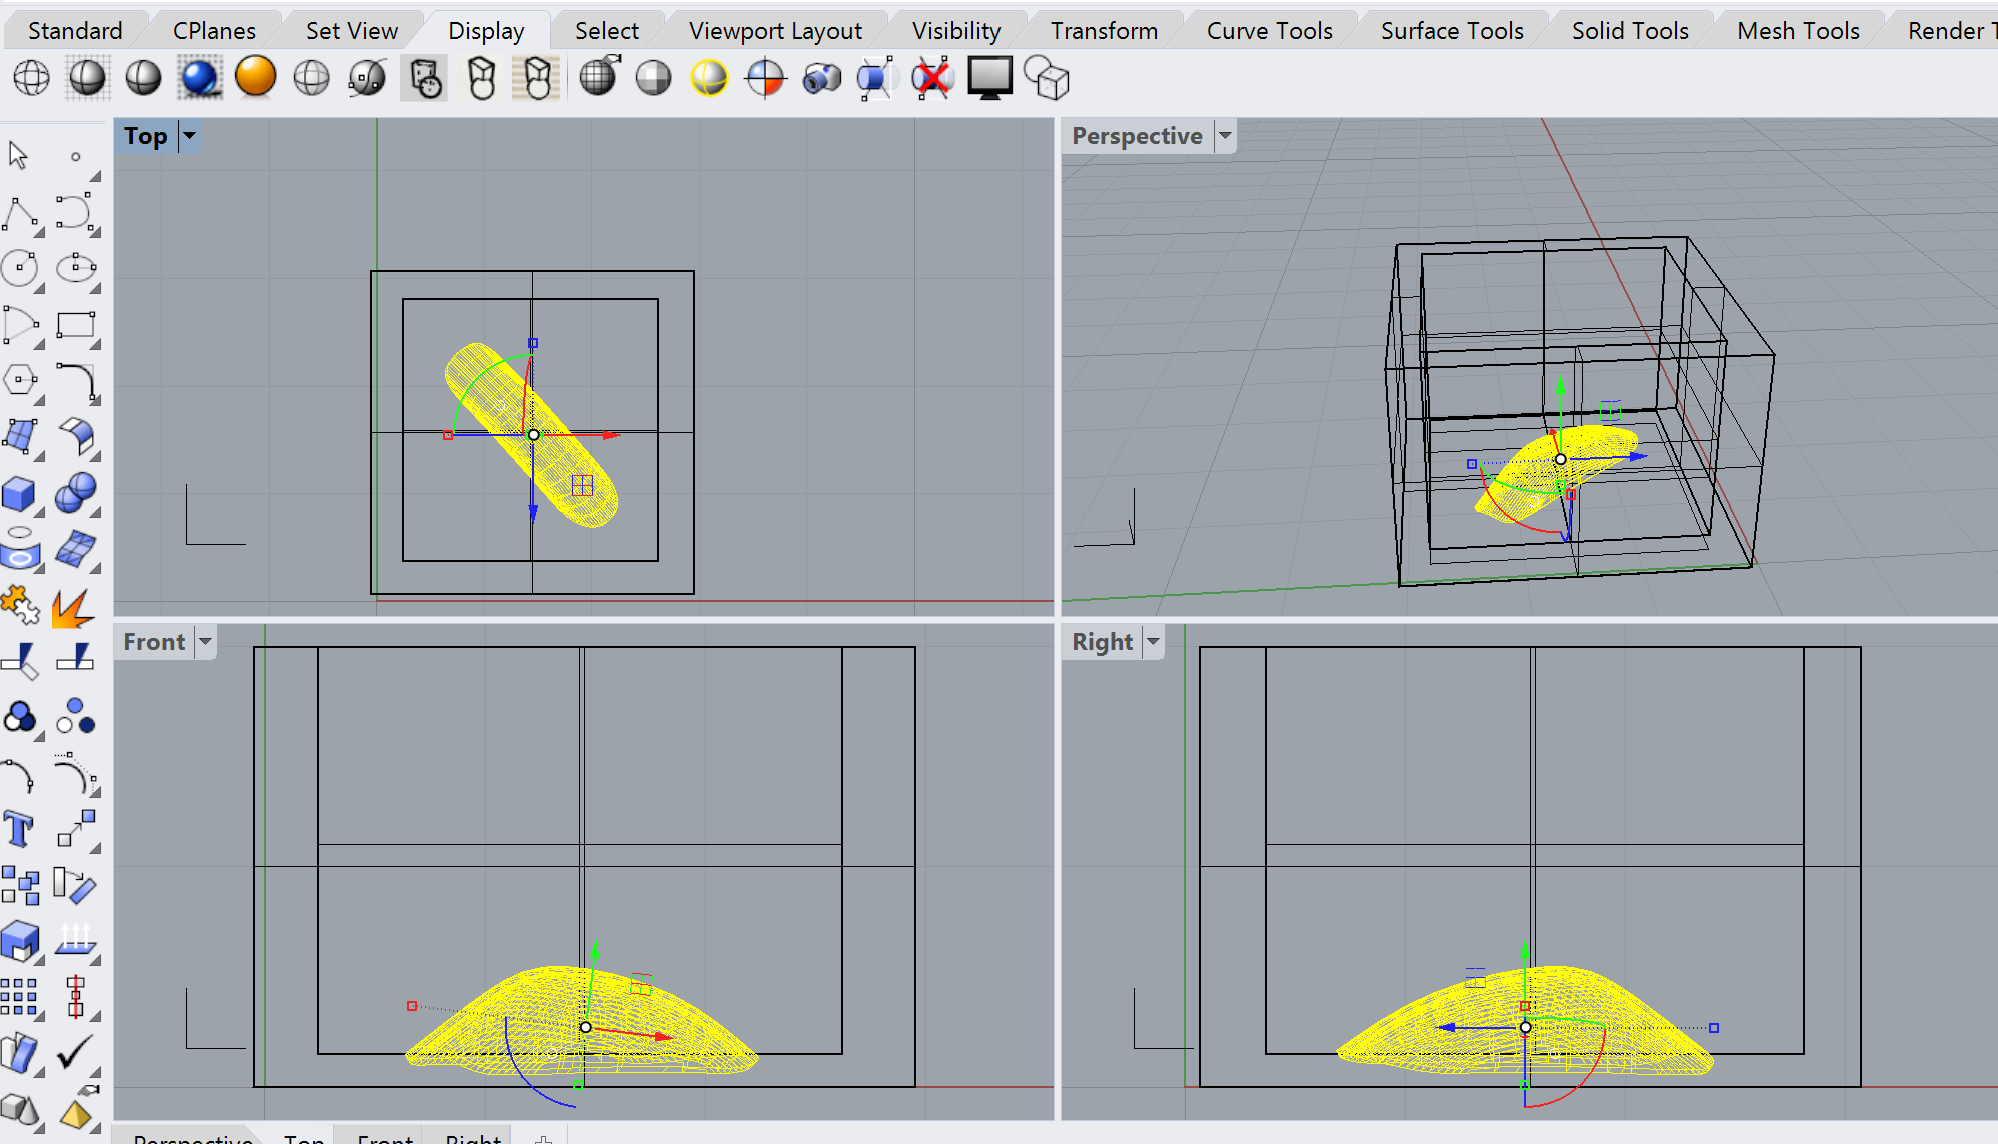 Standard CPlanes Set View Display Select Viewport Layout Visibility Transform Curve Tools Surface Tools Solid Tools Mesh Tools Render
Top
Perspective
Front
Right
Perspective Top Front Right